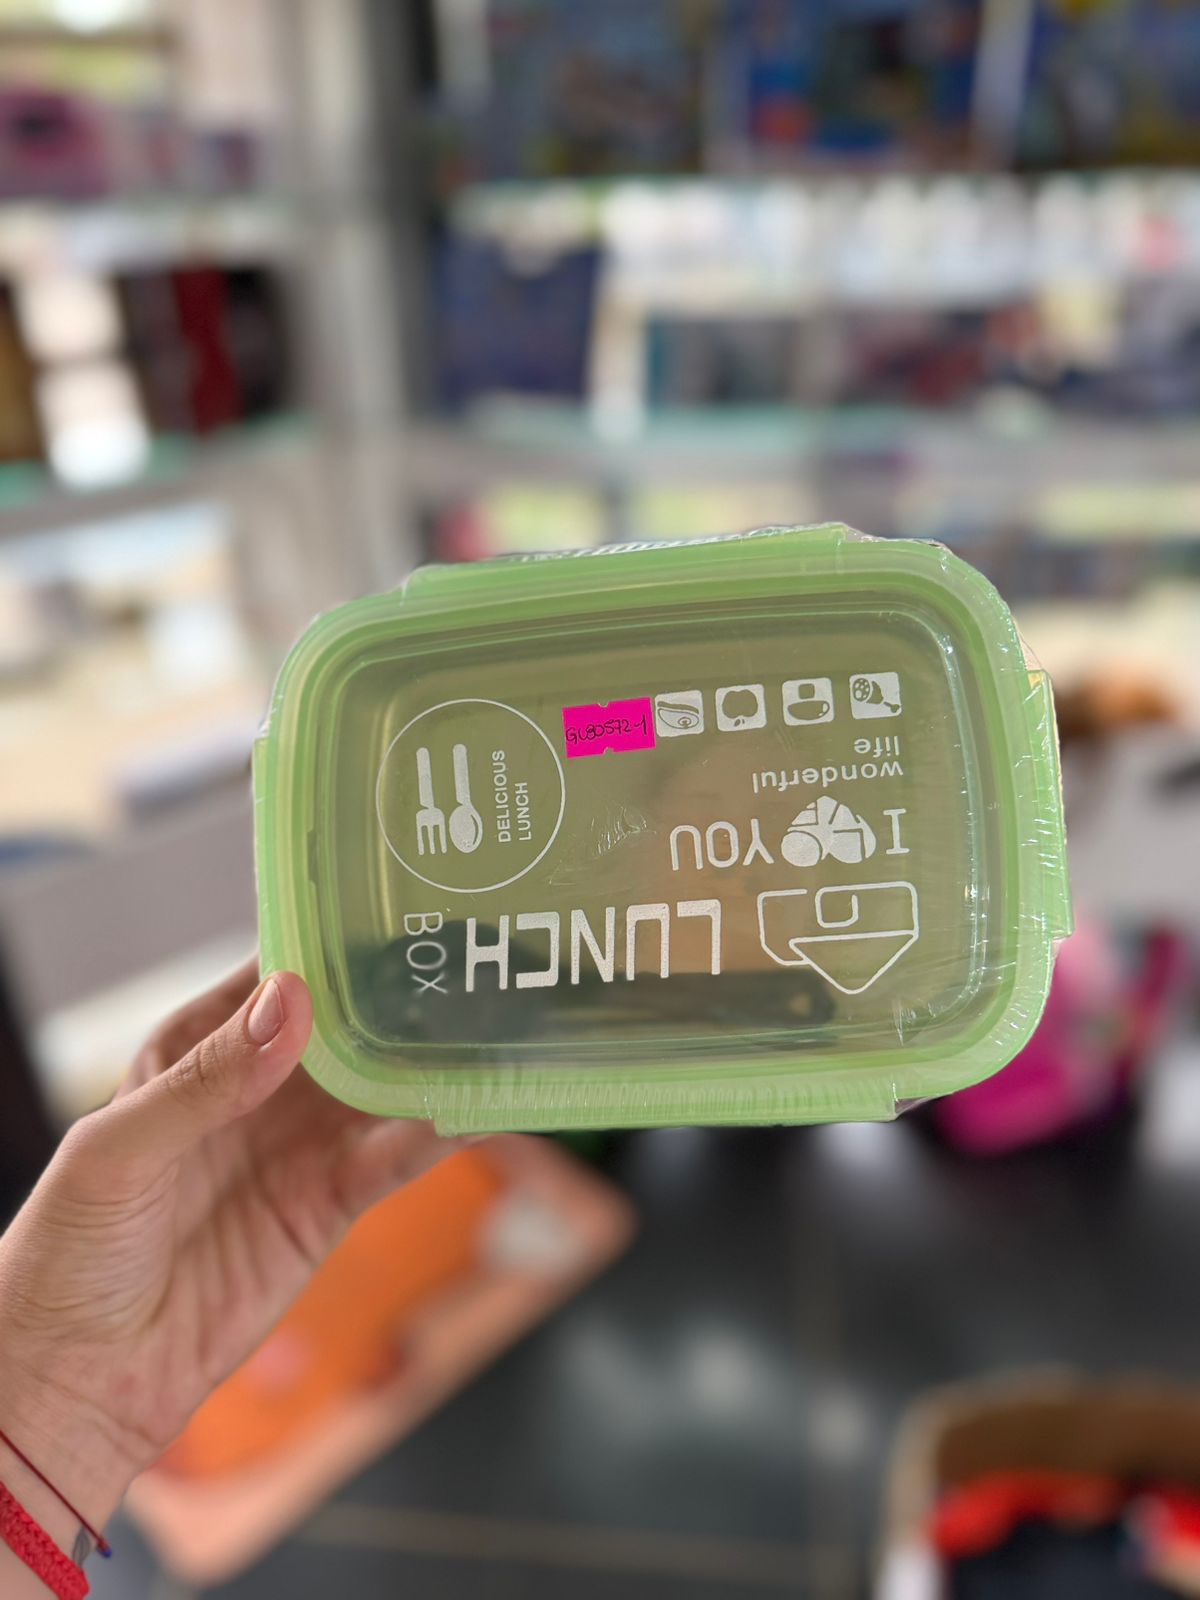 LUNCH
BOX
I YOU
wonderful
life
DELICIOUS
LUNCH
GL80572-1